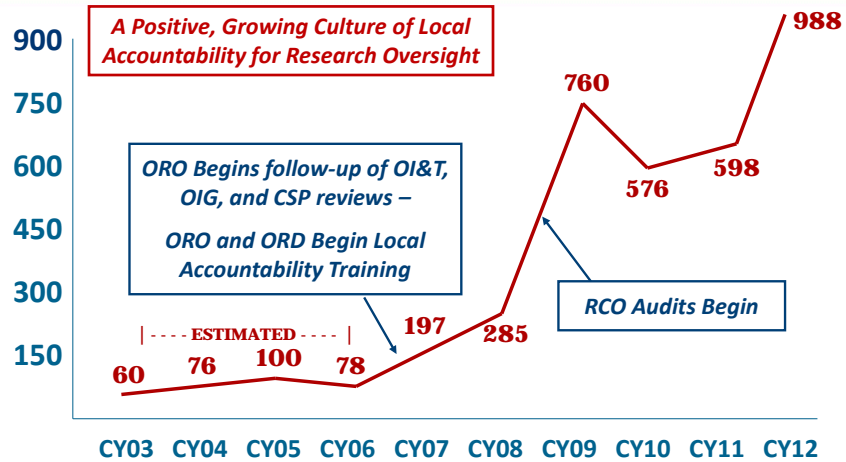 A Positive, Growing Culture of Local
Accountability for Research Oversight
900
750
600
450
300
150
ORO Begins follow-up of OI&T,
OIG, and CSP reviews –
ORO and ORD Begin Local
Accountability Training
RCO Audits Begin
|---- ESTIMATED ----|
60
76
100
78
197
285
760
576
598
988
CY03 CY04 CY05 CY06 CY07 CY08 CY09 CY10 CY11 CY12